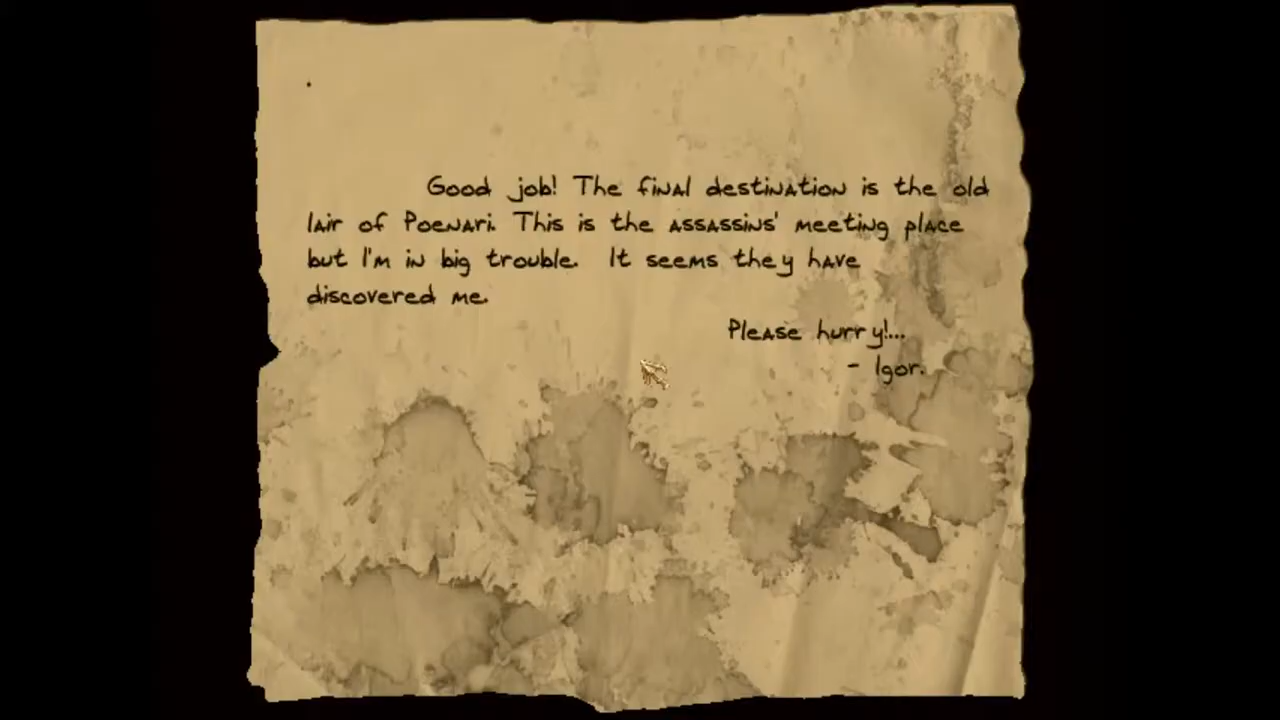 Good job! The final destination is the old
lair of Poenari. This is the assassins' meeting place
but I'm in big trouble. It seems they have
discovered me.
Please hurry!...
- Igor.